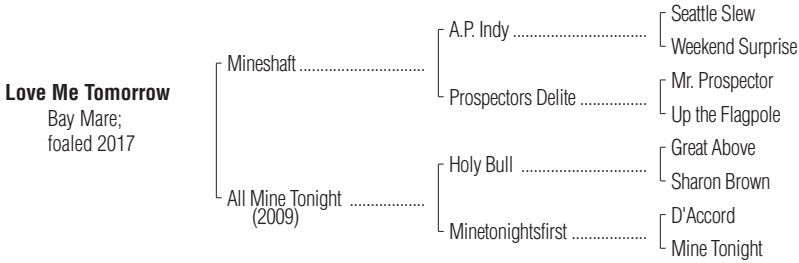 Love Me Tomorrow
Bay Mare;
foaled 2017
Mineshaft ............................
All Mine Tonight ..................
(2009)
A.P. Indy ................................
Prospectors Delite ................
Holy Bull ..............................
Minetonightsfirst ..................
Seattle Slew
Weekend Surprise
Mr. Prospector
Up the Flagpole
Great Above
Sharon Brown
D'Accord
Mine Tonight